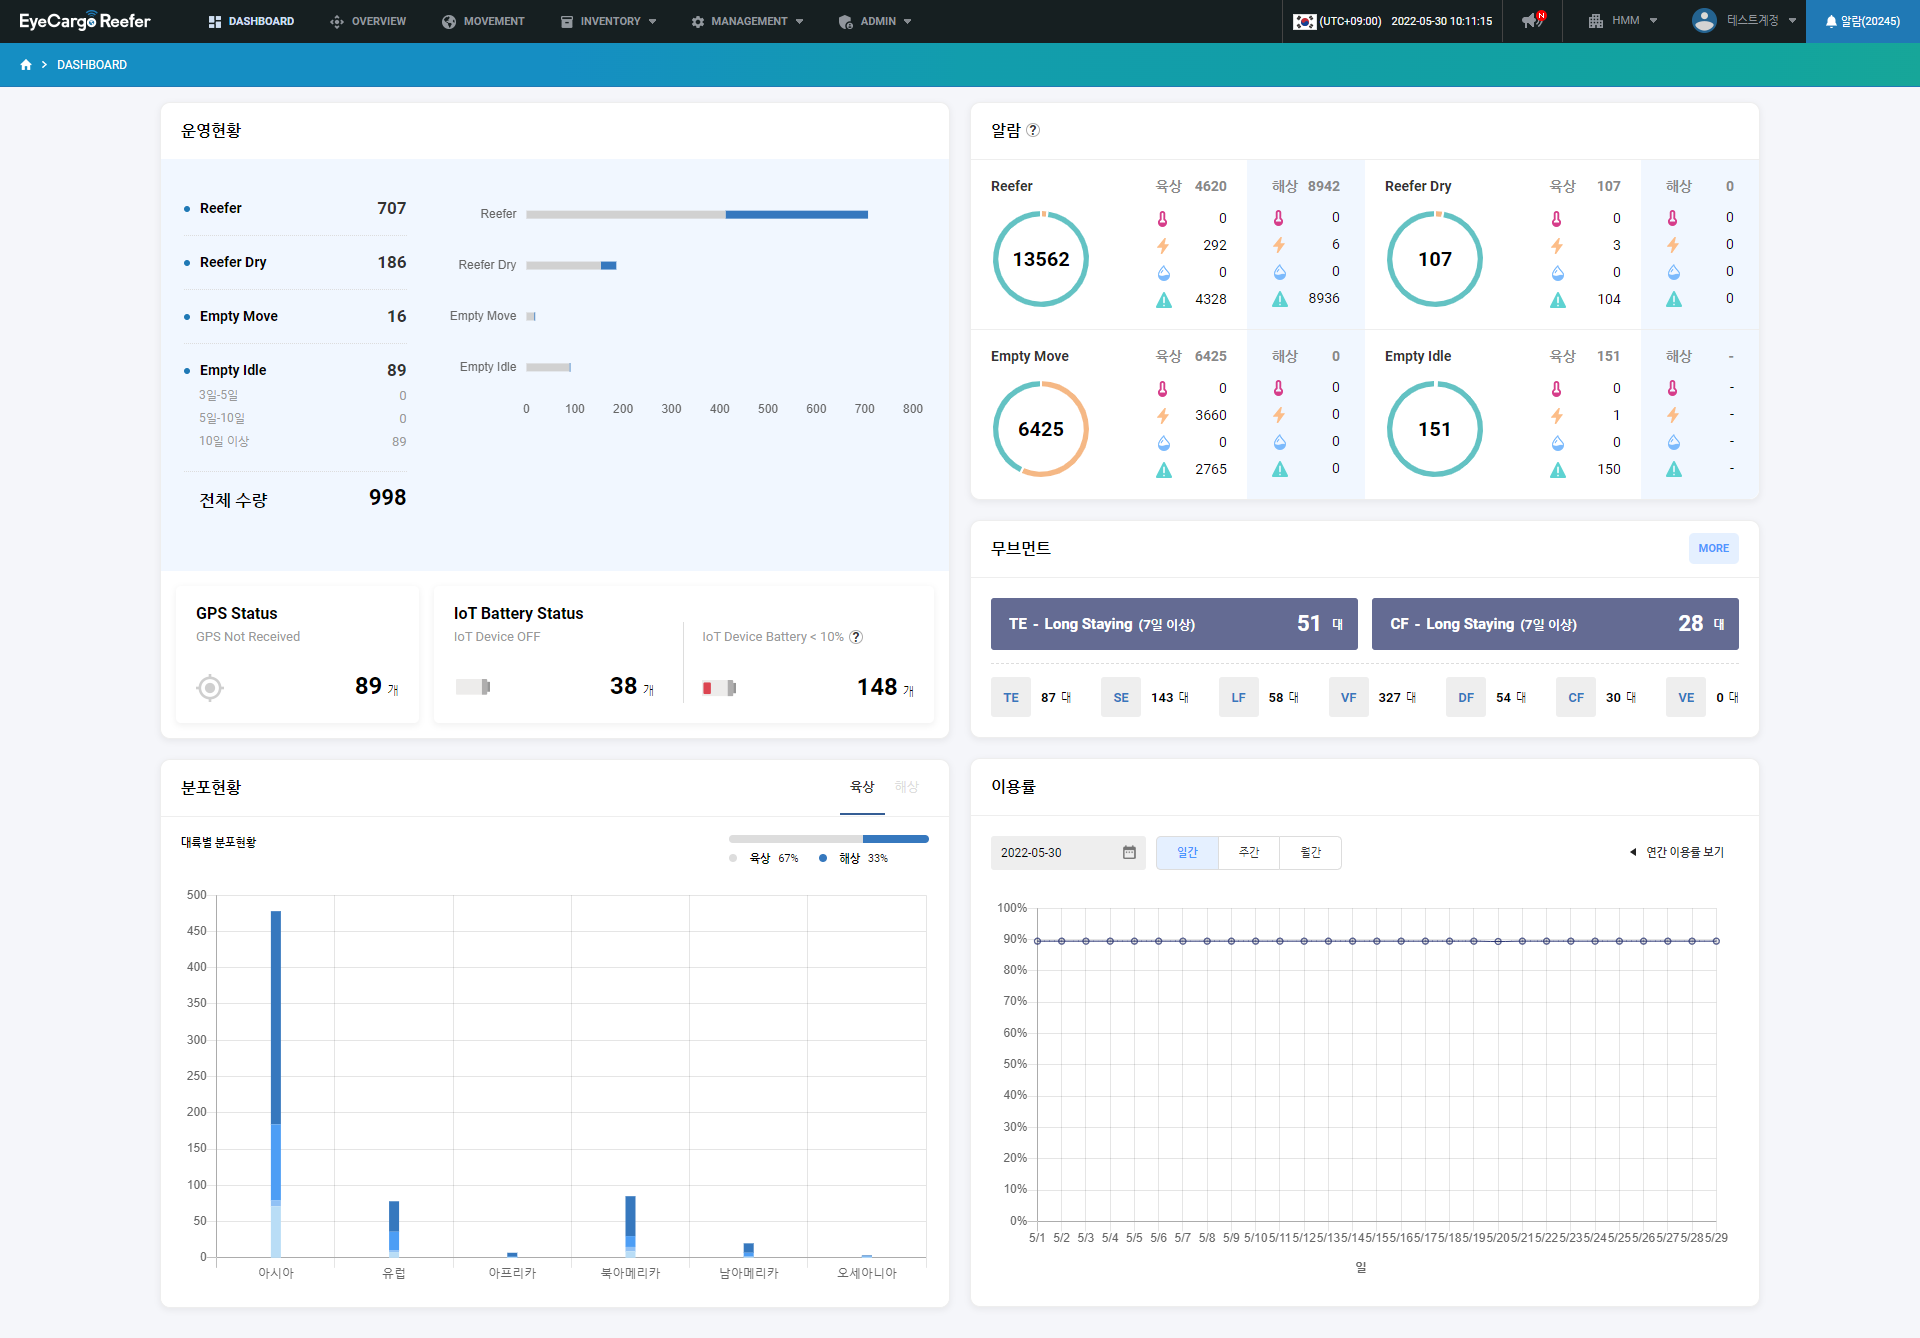 EyeCargo Reefer
DASHBOARD
OVERVIEW
MOVEMENT
INVENTORY
MANAGEMENT
ADMIN
(UTC+09:00) 2022-05-30 10:11:15
N
HMM
테스트계정
알람(20245)
DASHBOARD
운영현황
Reefer 707
Reefer Dry 186
Empty Move 16
Empty Idle 89
3일-5일 0
5일-10일 0
10일 이상 89
전체 수량 998
Reefer
Reefer Dry
Empty Move
Empty Idle
0 100 200 300 400 500 600 700 800
GPS Status
GPS Not Received
89 개
IoT Battery Status
IoT Device OFF
38 개
IoT Device Battery < 10% ?
148 개
알람 ?
Reefer
13562
육상 4620
0
292
0
4328
해상 8942
0
6
0
8936
Reefer Dry
107
육상 107
0
3
0
104
해상 0
0
0
0
0
Empty Move
6425
육상 6425
0
3660
0
2765
해상 0
0
0
0
0
Empty Idle
151
육상 151
0
1
0
150
해상 -
-
-
-
-
무브먼트
MORE
TE - Long Staying (7일 이상) 51 대
CF - Long Staying (7일 이상) 28 대
TE 87 대
SE 143 대
LF 58 대
VF 327 대
DF 54 대
CF 30 대
VE 0 대
분포현황
육상 해상
대륙별 분포현황
육상 67% 해상 33%
500
450
400
350
300
250
200
150
100
50
0
아시아 유럽 아프리카 북아메리카 남아메리카 오세아니아
이용률
2022-05-30
일간 주간 월간
연간 이용률 보기
100%
90%
80%
70%
60%
50%
40%
30%
20%
10%
0%
5/1 5/2 5/3 5/4 5/5 5/6 5/7 5/8 5/9 5/10 5/11 5/12 5/13 5/14 5/15 5/16 5/17 5/18 5/19 5/20 5/21 5/22 5/23 5/24 5/25 5/26 5/27 5/28 5/29
일